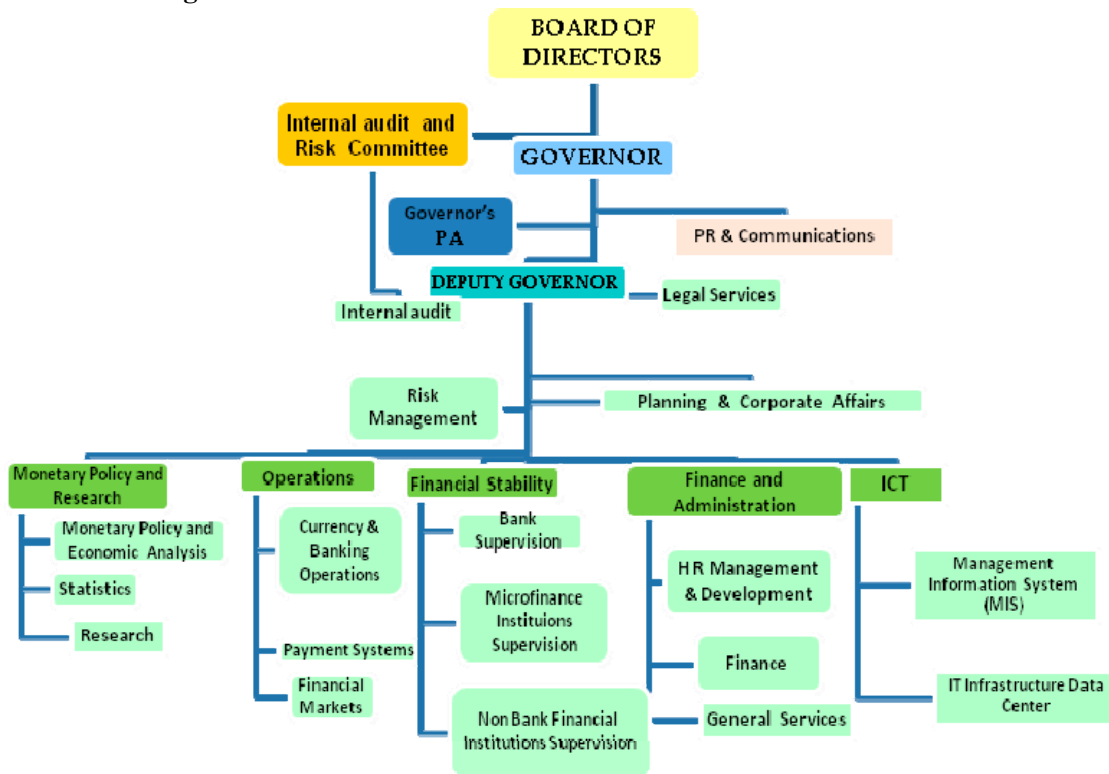 BOARD OF
DIRECTORS
Internal audit and
Risk Committee
GOVERNOR
Governor's
PA
PR & Communications
DEPUTY GOVERNOR
Legal Services
Internal audit
Risk
Management
Planning & Corporate Affairs
Monetary Policy and
Research
Monetary Policy and
Economic Analysis
Statistics
Research
Operations
Currency &
Banking
Operations
Payment Systems
Financial
Markets
Financial Stability
Bank
Supervision
Microfinance
Instituions
Supervision
Non Bank Financial
Institutions Supervision
Finance and
Administration
HR Management
& Development
Finance
General Services
ICT
Management
Information System
(MIS)
IT Infrastructure Data
Center